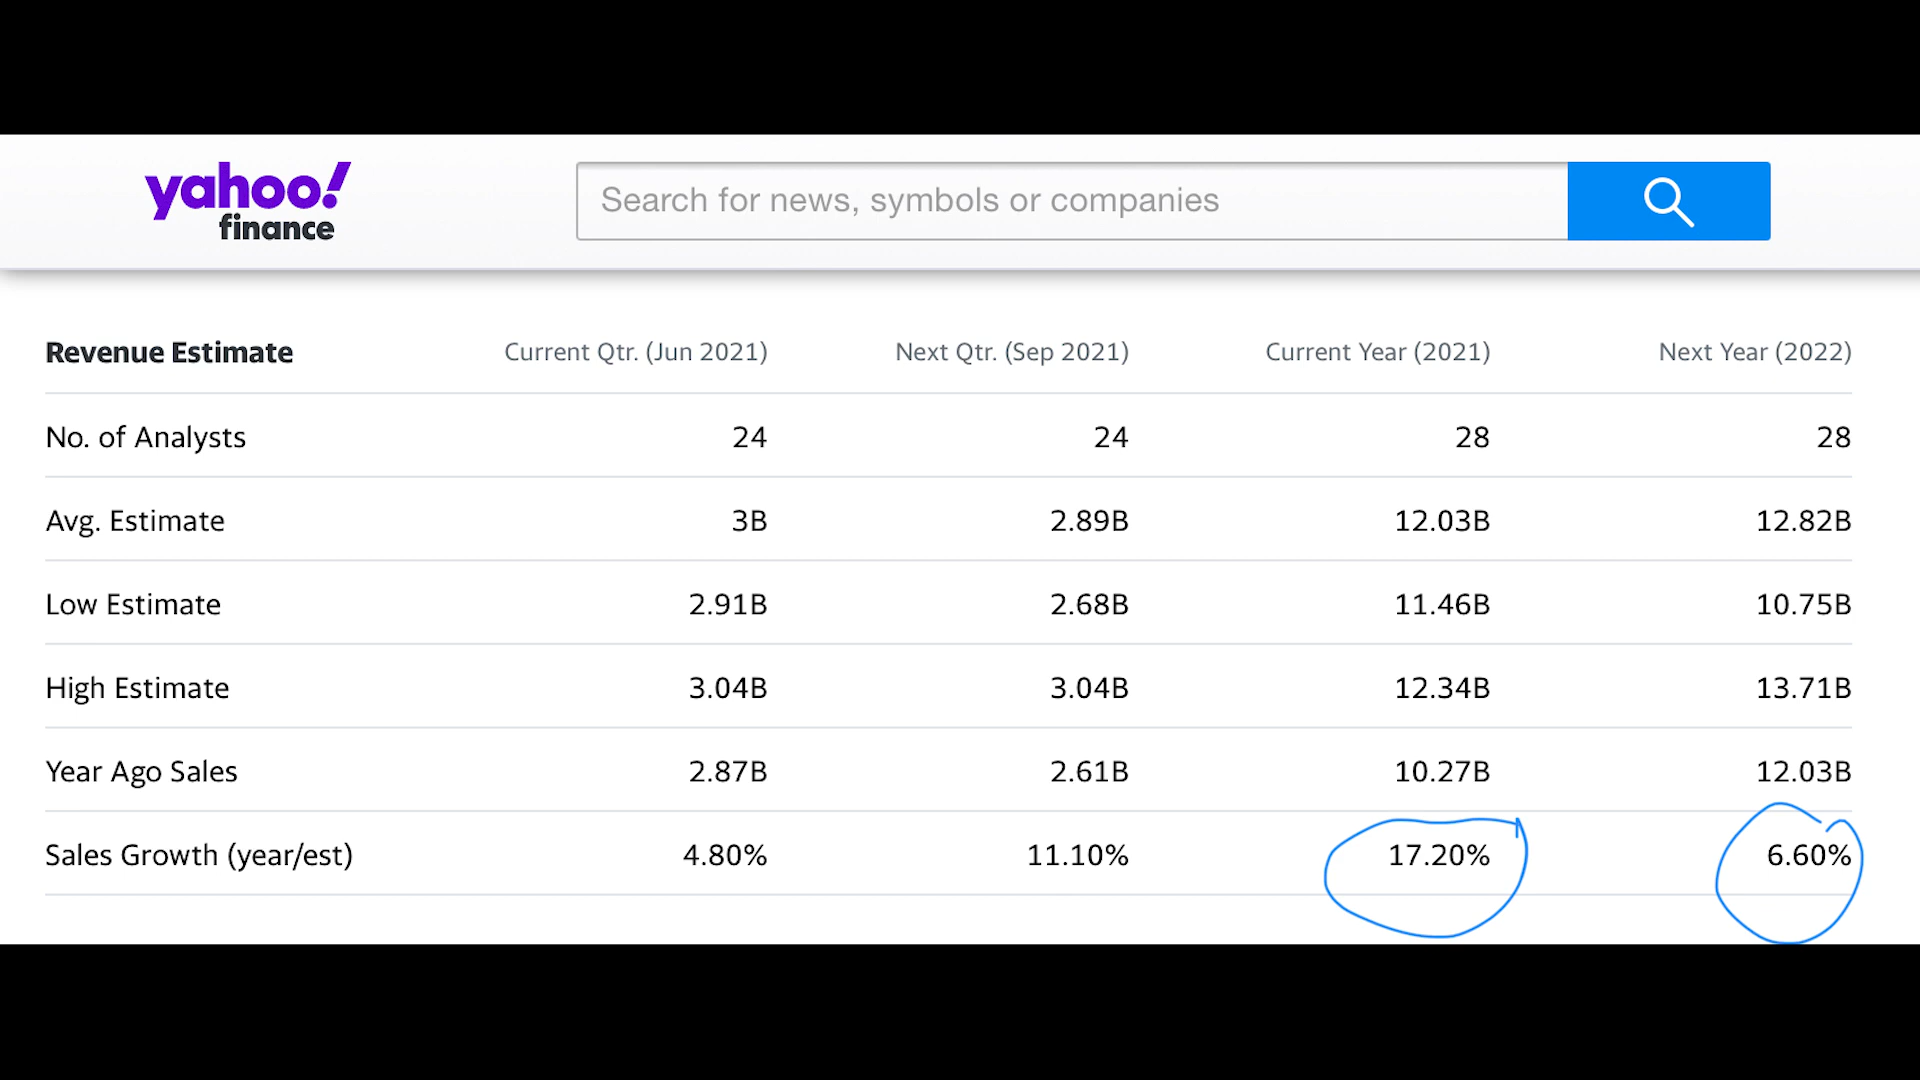 yahoo!
finance
Search for news, symbols or companies
Revenue Estimate Current Qtr. (Jun 2021) Next Qtr. (Sep 2021) Current Year (2021) Next Year (2022)
No. of Analysts 24 24 28 28
Avg. Estimate 3B 2.89B 12.03B 12.82B
Low Estimate 2.91B 2.68B 11.46B 10.75B
High Estimate 3.04B 3.04B 12.34B 13.71B
Year Ago Sales 2.87B 2.61B 10.27B 12.03B
Sales Growth (year/est) 4.80% 11.10% 17.20% 6.60%